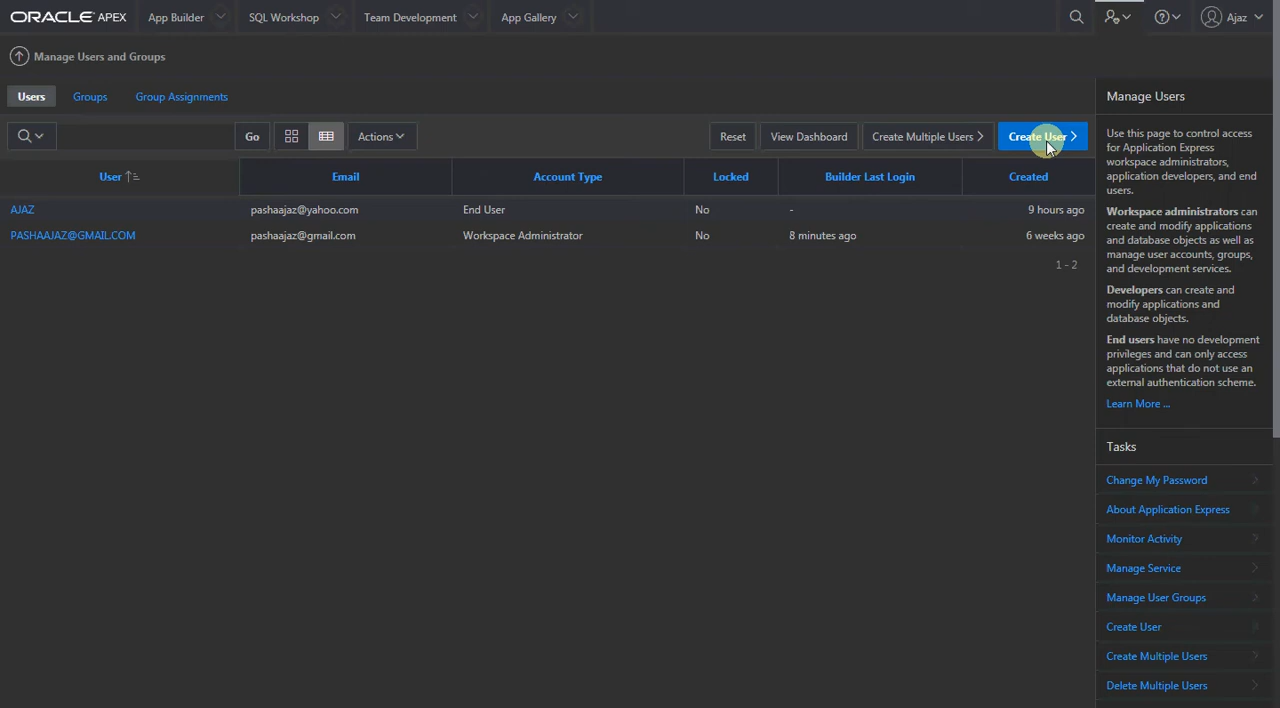 ORACLE APEX App Builder SQL Workshop Team Development App Gallery Ajaz
Manage Users and Groups
Users Groups Group Assignments
Go Actions Reset View Dashboard Create Multiple Users Create User
User Email Account Type Locked Builder Last Login Created
AJAZ pashaajaz@yahoo.com End User No - 9 hours ago
PASHAAJAZ@GMAIL.COM pashaajaz@gmail.com Workspace Administrator No 8 minutes ago 6 weeks ago
1 - 2
Manage Users
Use this page to control access
for Application Express
workspace administrators,
application developers, and end
users.
Workspace administrators can
create and modify applications
and database objects as well as
manage user accounts, groups,
and development services.
Developers can create and
modify applications and
database objects.
End users have no development
privileges and can only access
applications that do not use an
external authentication scheme.
Learn More ...
Tasks
Change My Password
About Application Express
Monitor Activity
Manage Service
Manage User Groups
Create User
Create Multiple Users
Delete Multiple Users